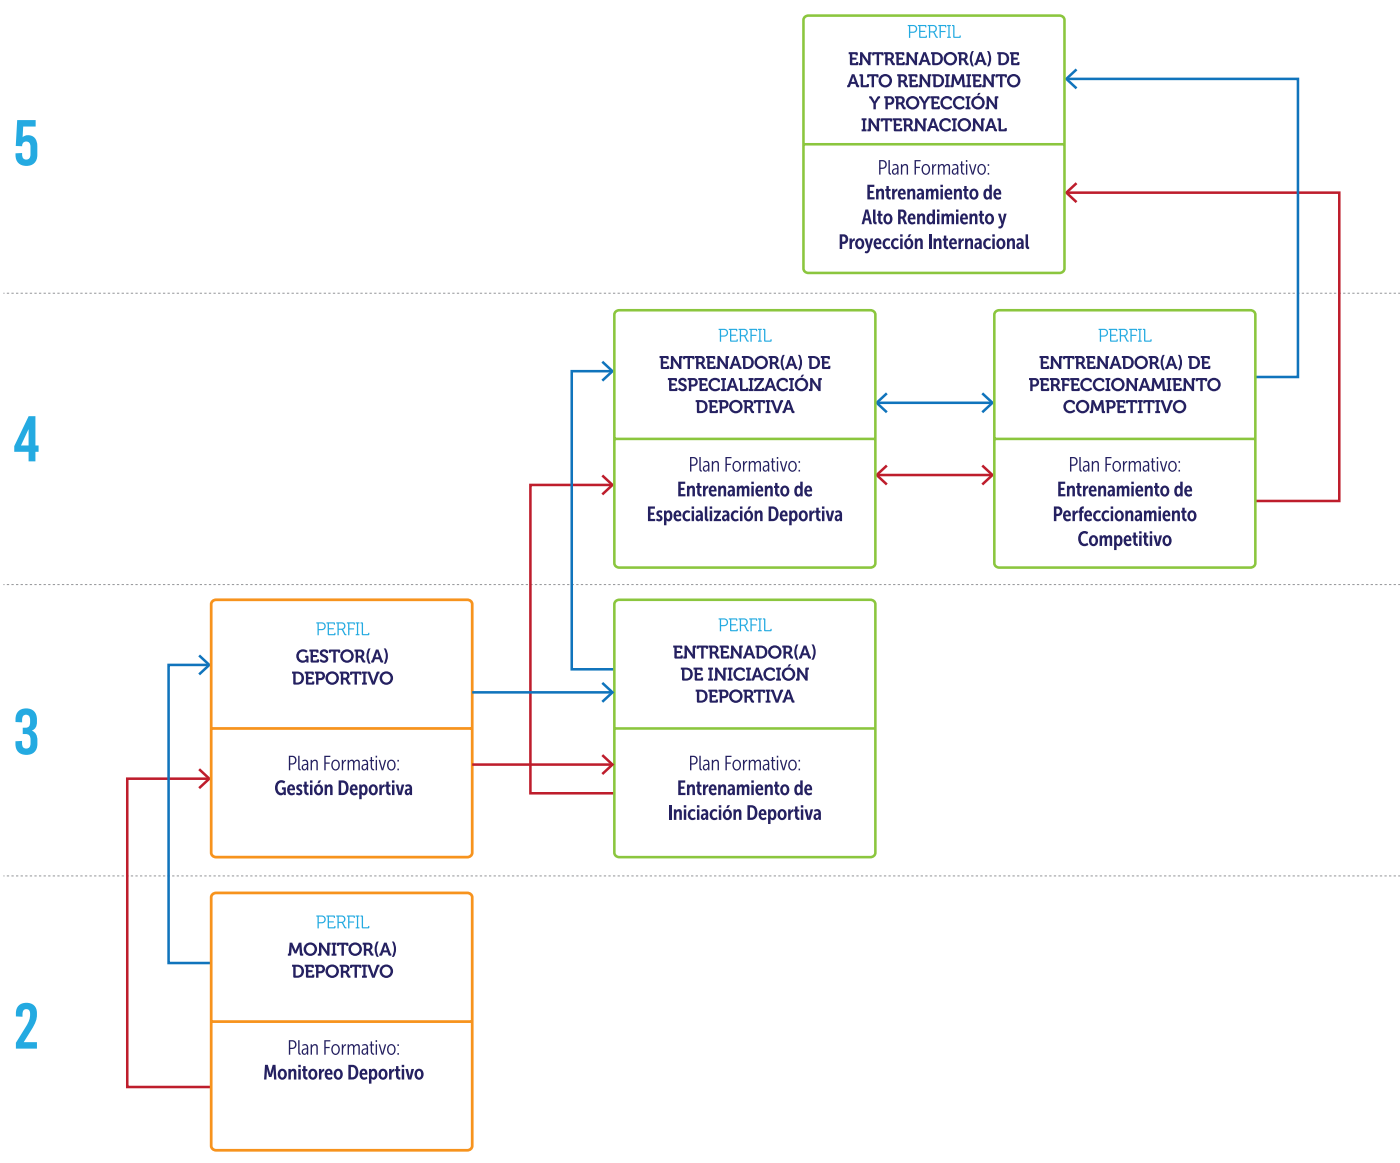 5
PERFIL
ENTRENADOR(A) DE
ALTO RENDIMIENTO
Y PROYECCIÓN
INTERNACIONAL
Plan Formativo:
Entrenamiento de
Alto Rendimiento y
Proyección Internacional
4
PERFIL
ENTRENADOR(A) DE
ESPECIALIZACIÓN
DEPORTIVA
Plan Formativo:
Entrenamiento de
Especialización Deportiva
PERFIL
ENTRENADOR(A) DE
PERFECCIONAMIENTO
COMPETITIVO
Plan Formativo:
Entrenamiento de
Perfeccionamiento
Competitivo
3
PERFIL
GESTOR(A)
DEPORTIVO
Plan Formativo:
Gestión Deportiva
PERFIL
ENTRENADOR(A)
DE INICIACIÓN
DEPORTIVA
Plan Formativo:
Entrenamiento de
Iniciación Deportiva
2
PERFIL
MONITOR(A)
DEPORTIVO
Plan Formativo:
Monitoreo Deportivo